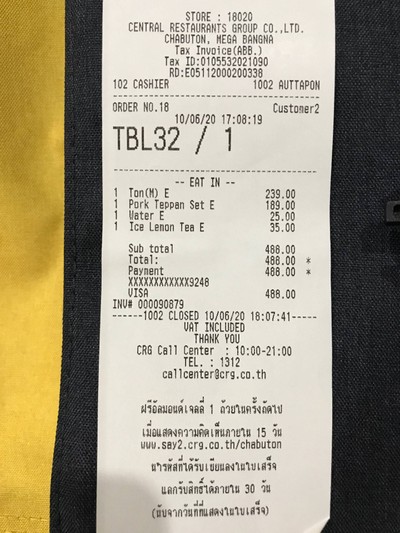 STORE : 18020
CENTRAL RESTAURANTS GROUP CO.,LTD.
CHABUTON, MEGA BANGNA
Tax Invoice(ABB.)
Tax ID:0105532021090
RD:E05112000200338
102 CASHIER 1002 AUTTAPON
ORDER NO.18 Customer2
10/06/20 17:08:19
TBL32 / 1
-- EAT IN --
1 Ton(M) E 239.00
1 Pork Teppan Set E 189.00
1 Water E 25.00
1 Ice Lemon Tea E 35.00
Sub total 488.00
Total: 488.00 *
Payment 488.00 *
XXXXXXXXXXXX9248
VISA 488.00
INV# 000090879
------1002 CLOSED 10/06/20 18:07:41-----
VAT INCLUDED
THANK YOU
CRG Call Center : 10:00-21:00
TEL. : 1312
callcenter@crg.co.th
ฟรีอัลมอนด์เจลลี่ 1 ถ้วยในครั้งถัดไป
เมื่อแสดงความคิดเห็นภายใน 15 วัน
www.say2.crg.co.th/chabuton
นำรหัสที่ได้รับเขียนลงในใบเสร็จ
แลกรับสิทธิ์ได้ภายใน 30 วัน
(นับจากวันที่ที่แสดงในใบเสร็จ)